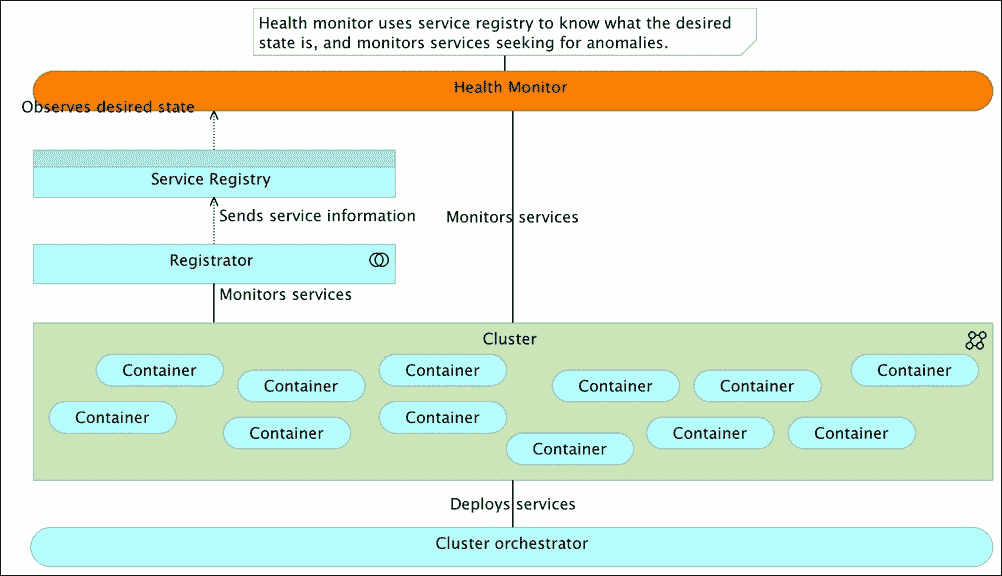 Health monitor uses service registry to know what the desired
state is, and monitors services seeking for anomalies.
Health Monitor
Observes desired state
Service Registry
Sends service information
Monitors services
Registrator
Monitors services
Cluster
Container
Container
Container
Container
Container
Container
Container
Container
Container
Container
Container
Container
Deploys services
Cluster orchestrator